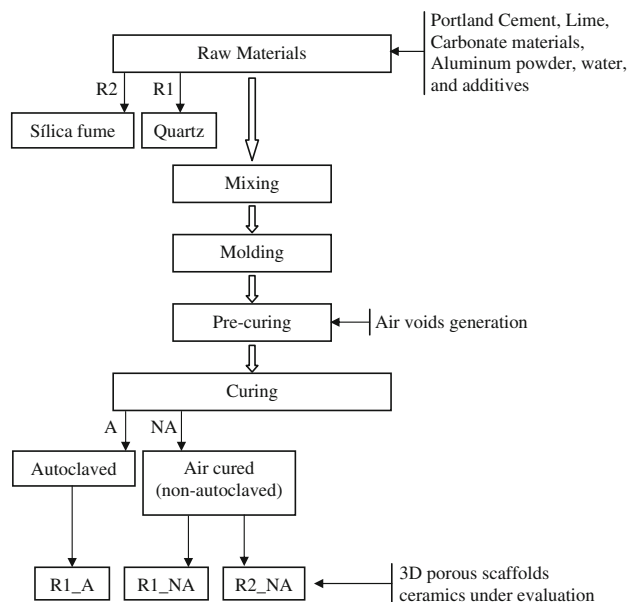 Portland Cement, Lime,
Carbonate materials,
Aluminum powder, water,
and additives
Raw Materials
R2
R1
Sílica fume
Quartz
Mixing
Molding
Pre-curing
Air voids generation
Curing
A
NA
Autoclaved
Air cured
(non-autoclaved)
R1_A
R1_NA
R2_NA
3D porous scaffolds
ceramics under evaluation